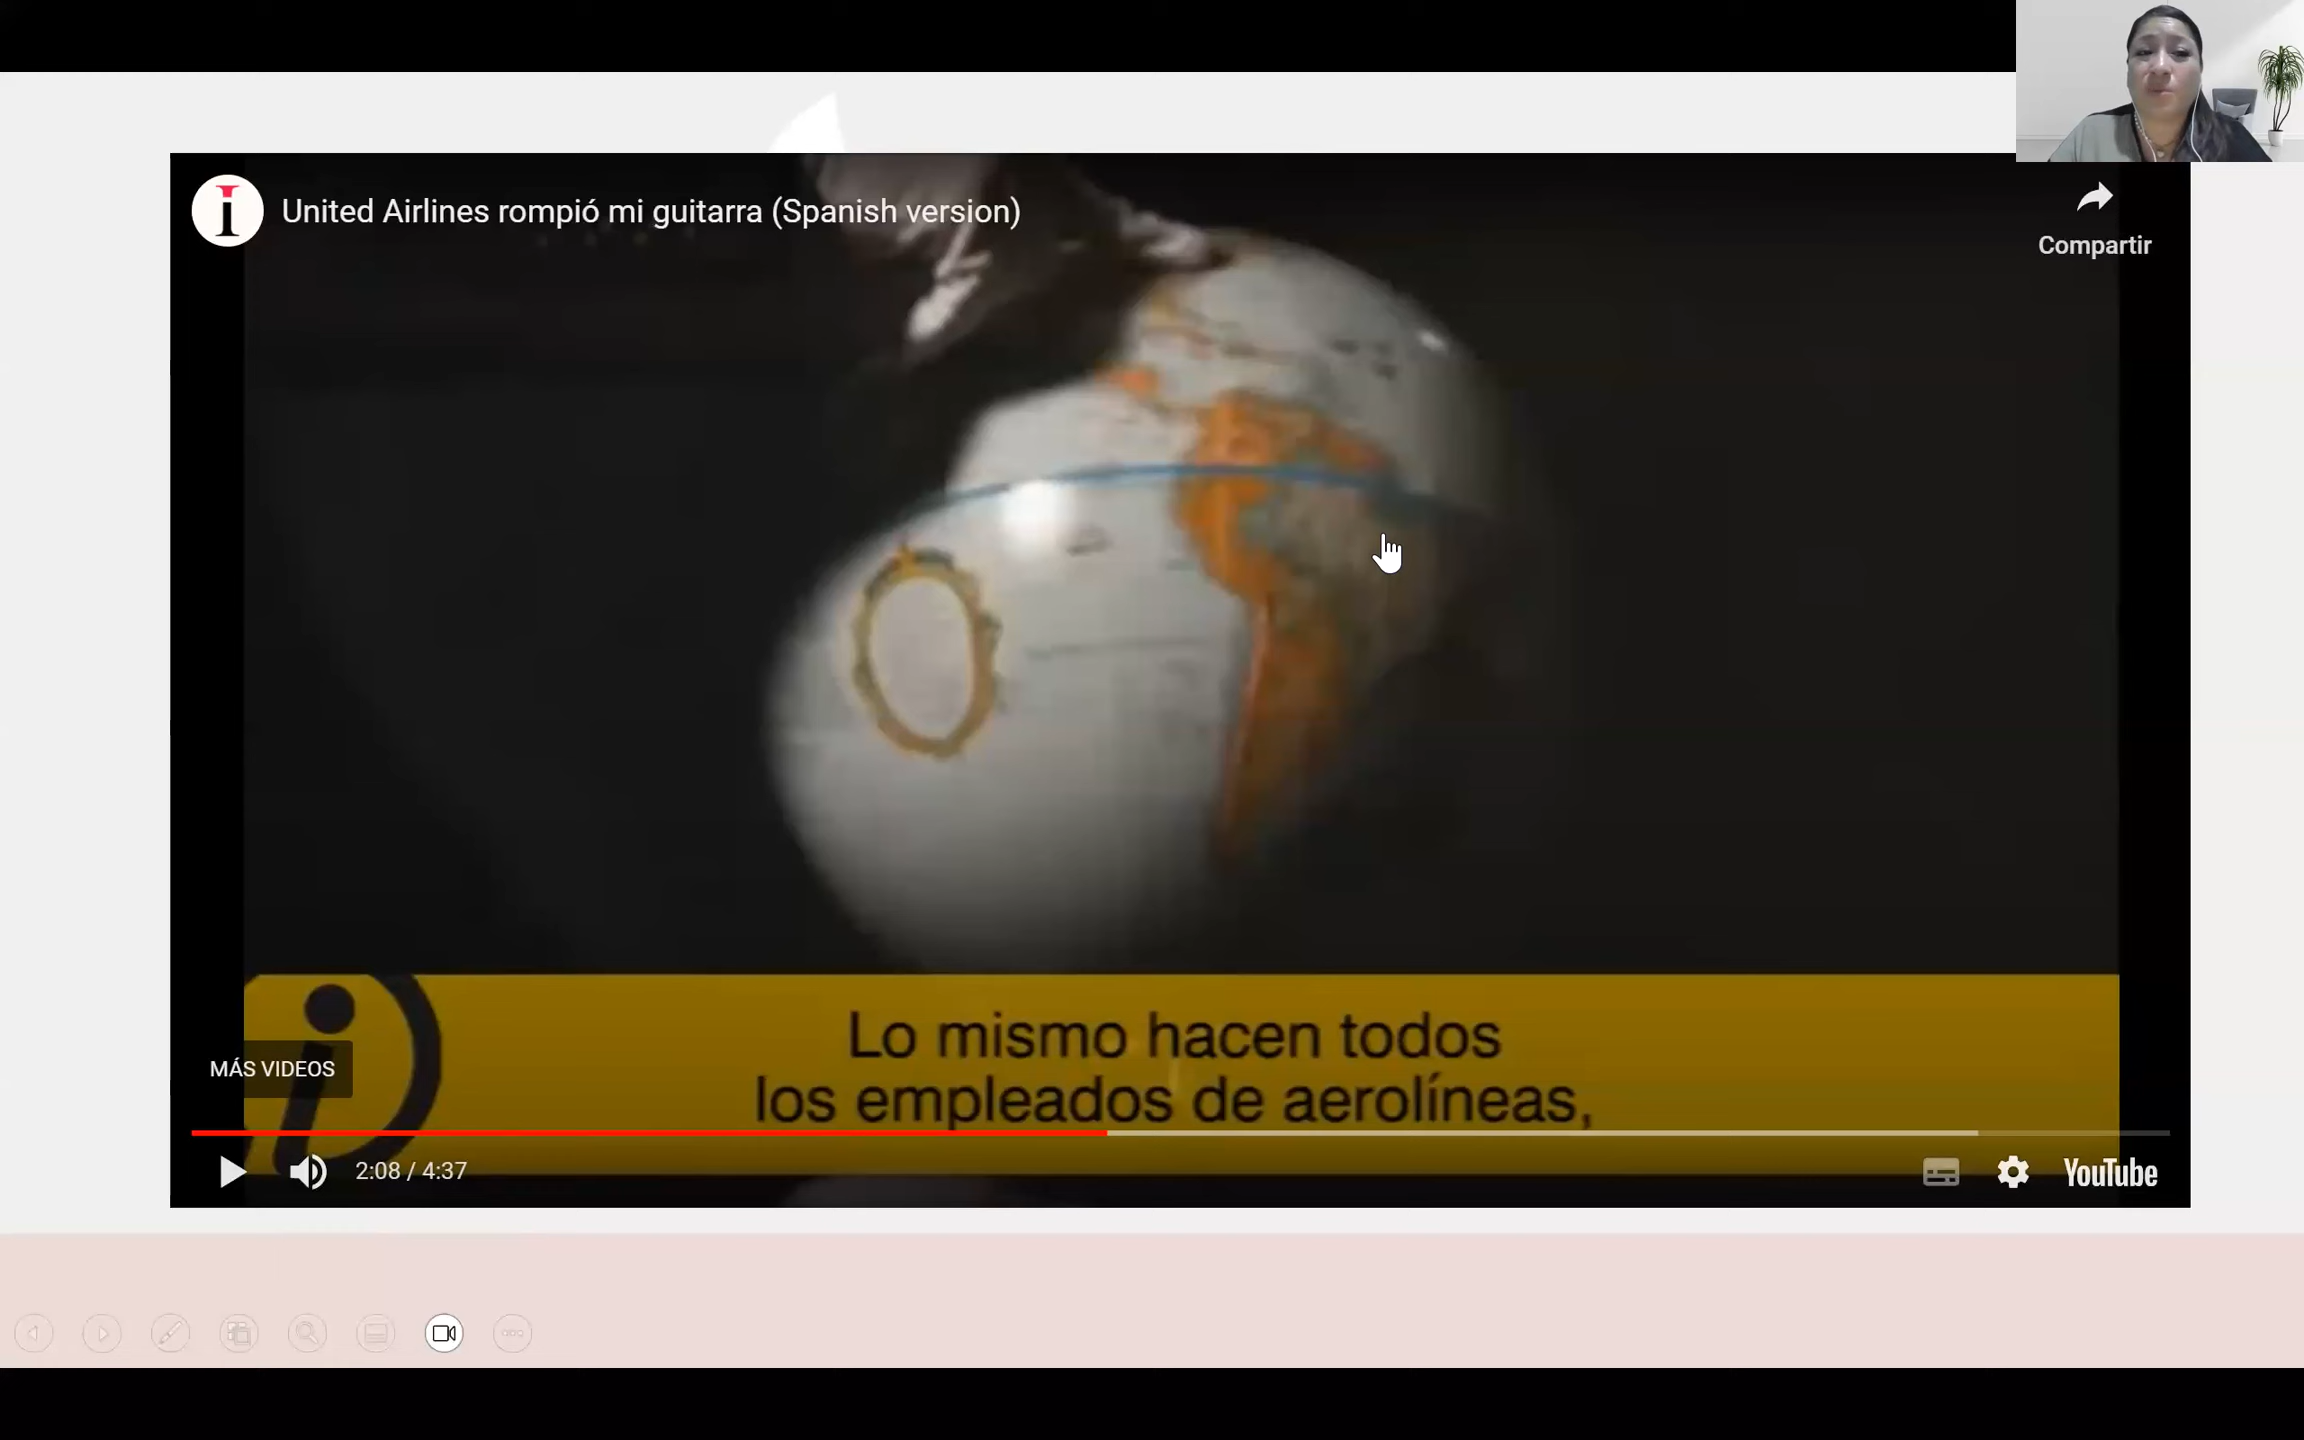 United Airlines rompió mi guitarra (Spanish version)
Compartir
Lo mismo hacen todos
los empleados de aerolíneas,
MÁS VIDEOS
2:08 / 4:37
YouTube